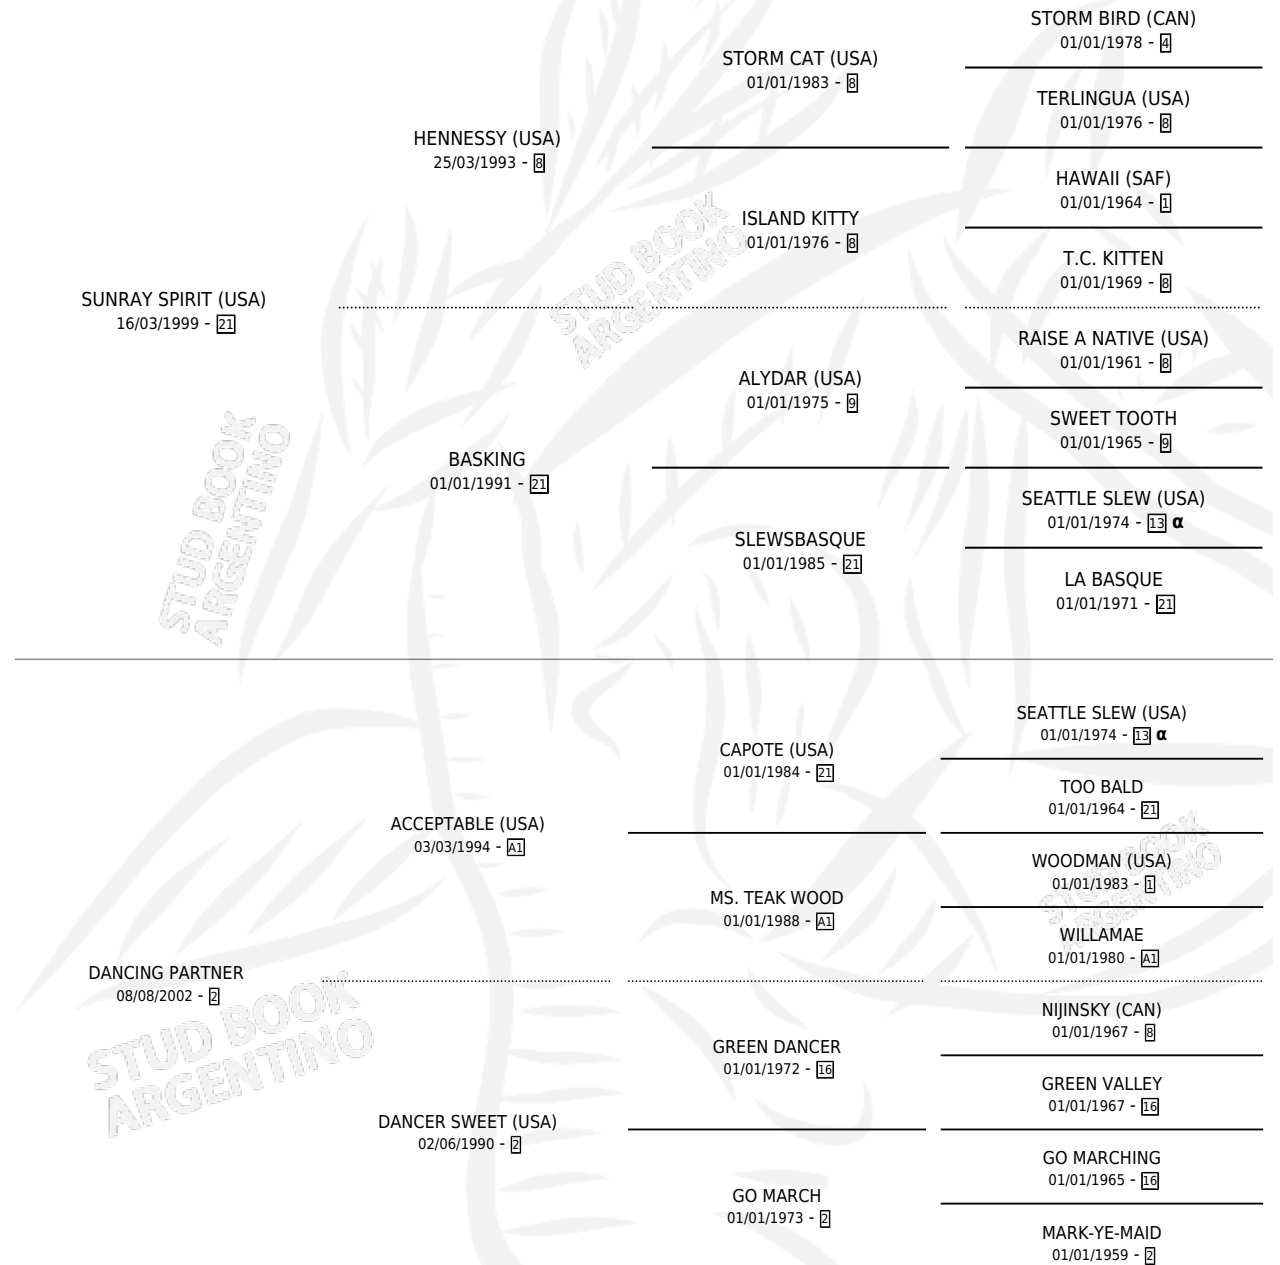 STORM BIRD (CAN)
01/01/1978 - 4
STORM CAT (USA)
01/01/1983 - 8
TERLINGUA (USA)
01/01/1976 - 8
HENNESSY (USA)
25/03/1993 - 8
HAWAII (SAF)
01/01/1964 - 1
ISLAND KITTY
01/01/1976 - 8
T.C. KITTEN
01/01/1969 - 8
SUNRAY SPIRIT (USA)
16/03/1999 - 21
RAISE A NATIVE (USA)
01/01/1961 - 8
ALYDAR (USA)
01/01/1975 - 9
SWEET TOOTH
01/01/1965 - 9
BASKING
01/01/1991 - 21
SEATTLE SLEW (USA)
01/01/1974 - 13 α
SLEWSBASQUE
01/01/1985 - 21
LA BASQUE
01/01/1971 - 21
SEATTLE SLEW (USA)
01/01/1974 - 13 α
CAPOTE (USA)
01/01/1984 - 21
TOO BALD
01/01/1964 - 21
ACCEPTABLE (USA)
03/03/1994 - A1
WOODMAN (USA)
01/01/1983 - 1
MS. TEAK WOOD
01/01/1988 - A1
WILLAMAE
01/01/1980 - A1
DANCING PARTNER
08/08/2002 - 2
NIJINSKY (CAN)
01/01/1967 - 8
GREEN DANCER
01/01/1972 - 16
GREEN VALLEY
01/01/1967 - 16
DANCER SWEET (USA)
02/06/1990 - 2
GO MARCHING
01/01/1965 - 16
GO MARCH
01/01/1973 - 2
MARK-YE-MAID
01/01/1959 - 2
STUD BOOK
ARGENTINO
STUD BOOK
ARGENTINO
STUD BOOK
ARGENTINO
STUD BOOK
ARGENTINO